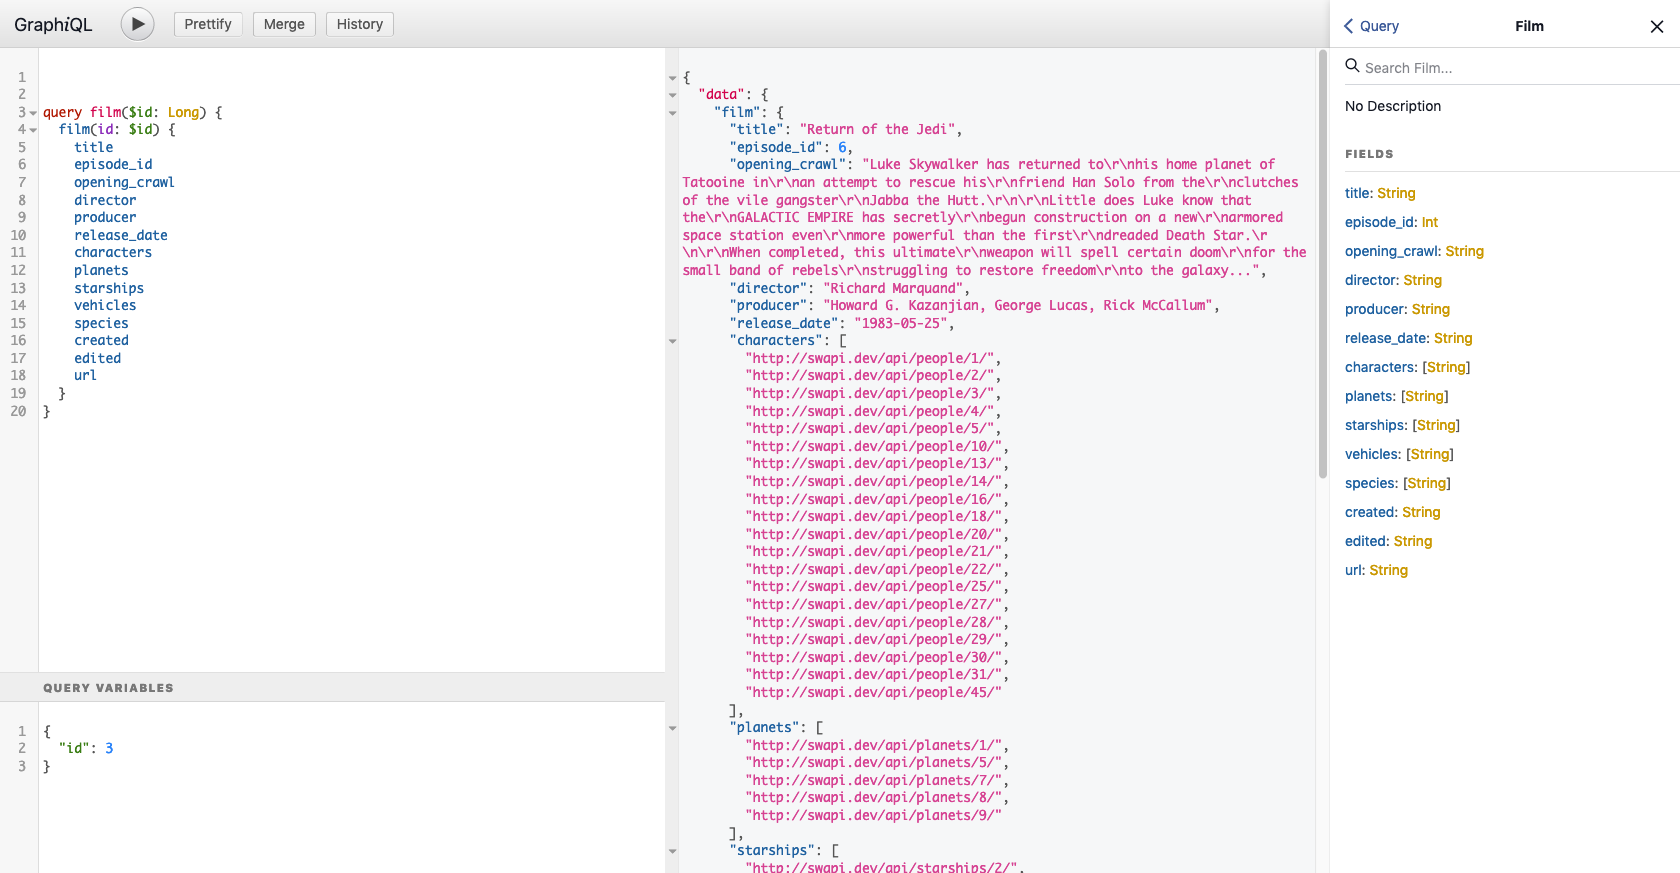 GraphiQL
Prettify
Merge
History
1
2
3 query film($id: Long) {
4 film(id: $id) {
5 title
6 episode_id
7 opening_crawl
8 director
9 producer
10 release_date
11 characters
12 planets
13 starships
14 vehicles
15 species
16 created
17 edited
18 url
19 }
20 }
QUERY VARIABLES
1 {
2 "id": 3
3 }
{
"data": {
"film": {
"title": "Return of the Jedi",
"episode_id": 6,
"opening_crawl": "Luke Skywalker has returned to\r\nhis home planet of
Tatooine in\r\nan attempt to rescue his\r\nfriend Han Solo from the\r\nclutches
of the vile gangster\r\nJabba the Hutt.\r\n\r\nLittle does Luke know that
the\r\nGALACTIC EMPIRE has secretly\r\nbegun construction on a new\r\narmored
space station even\r\nmore powerful than the first\r\ndreaded Death Star.\r
\n\r\nWhen completed, this ultimate\r\nweapon will spell certain doom\r\nfor the
small band of rebels\r\nstruggling to restore freedom\r\nto the galaxy...",
"director": "Richard Marquand",
"producer": "Howard G. Kazanjian, George Lucas, Rick McCallum",
"release_date": "1983-05-25",
"characters": [
"http://swapi.dev/api/people/1/",
"http://swapi.dev/api/people/2/",
"http://swapi.dev/api/people/3/",
"http://swapi.dev/api/people/4/",
"http://swapi.dev/api/people/5/",
"http://swapi.dev/api/people/10/",
"http://swapi.dev/api/people/13/",
"http://swapi.dev/api/people/14/",
"http://swapi.dev/api/people/16/",
"http://swapi.dev/api/people/18/",
"http://swapi.dev/api/people/20/",
"http://swapi.dev/api/people/21/",
"http://swapi.dev/api/people/22/",
"http://swapi.dev/api/people/25/",
"http://swapi.dev/api/people/27/",
"http://swapi.dev/api/people/28/",
"http://swapi.dev/api/people/29/",
"http://swapi.dev/api/people/30/",
"http://swapi.dev/api/people/31/",
"http://swapi.dev/api/people/45/"
],
"planets": [
"http://swapi.dev/api/planets/1/",
"http://swapi.dev/api/planets/5/",
"http://swapi.dev/api/planets/7/",
"http://swapi.dev/api/planets/8/",
"http://swapi.dev/api/planets/9/"
],
"starships": [
"http://swapi.dev/api/starships/2/",
Query
Film
Search Film...
No Description
FIELDS
title: String
episode_id: Int
opening_crawl: String
director: String
producer: String
release_date: String
characters: [String]
planets: [String]
starships: [String]
vehicles: [String]
species: [String]
created: String
edited: String
url: String